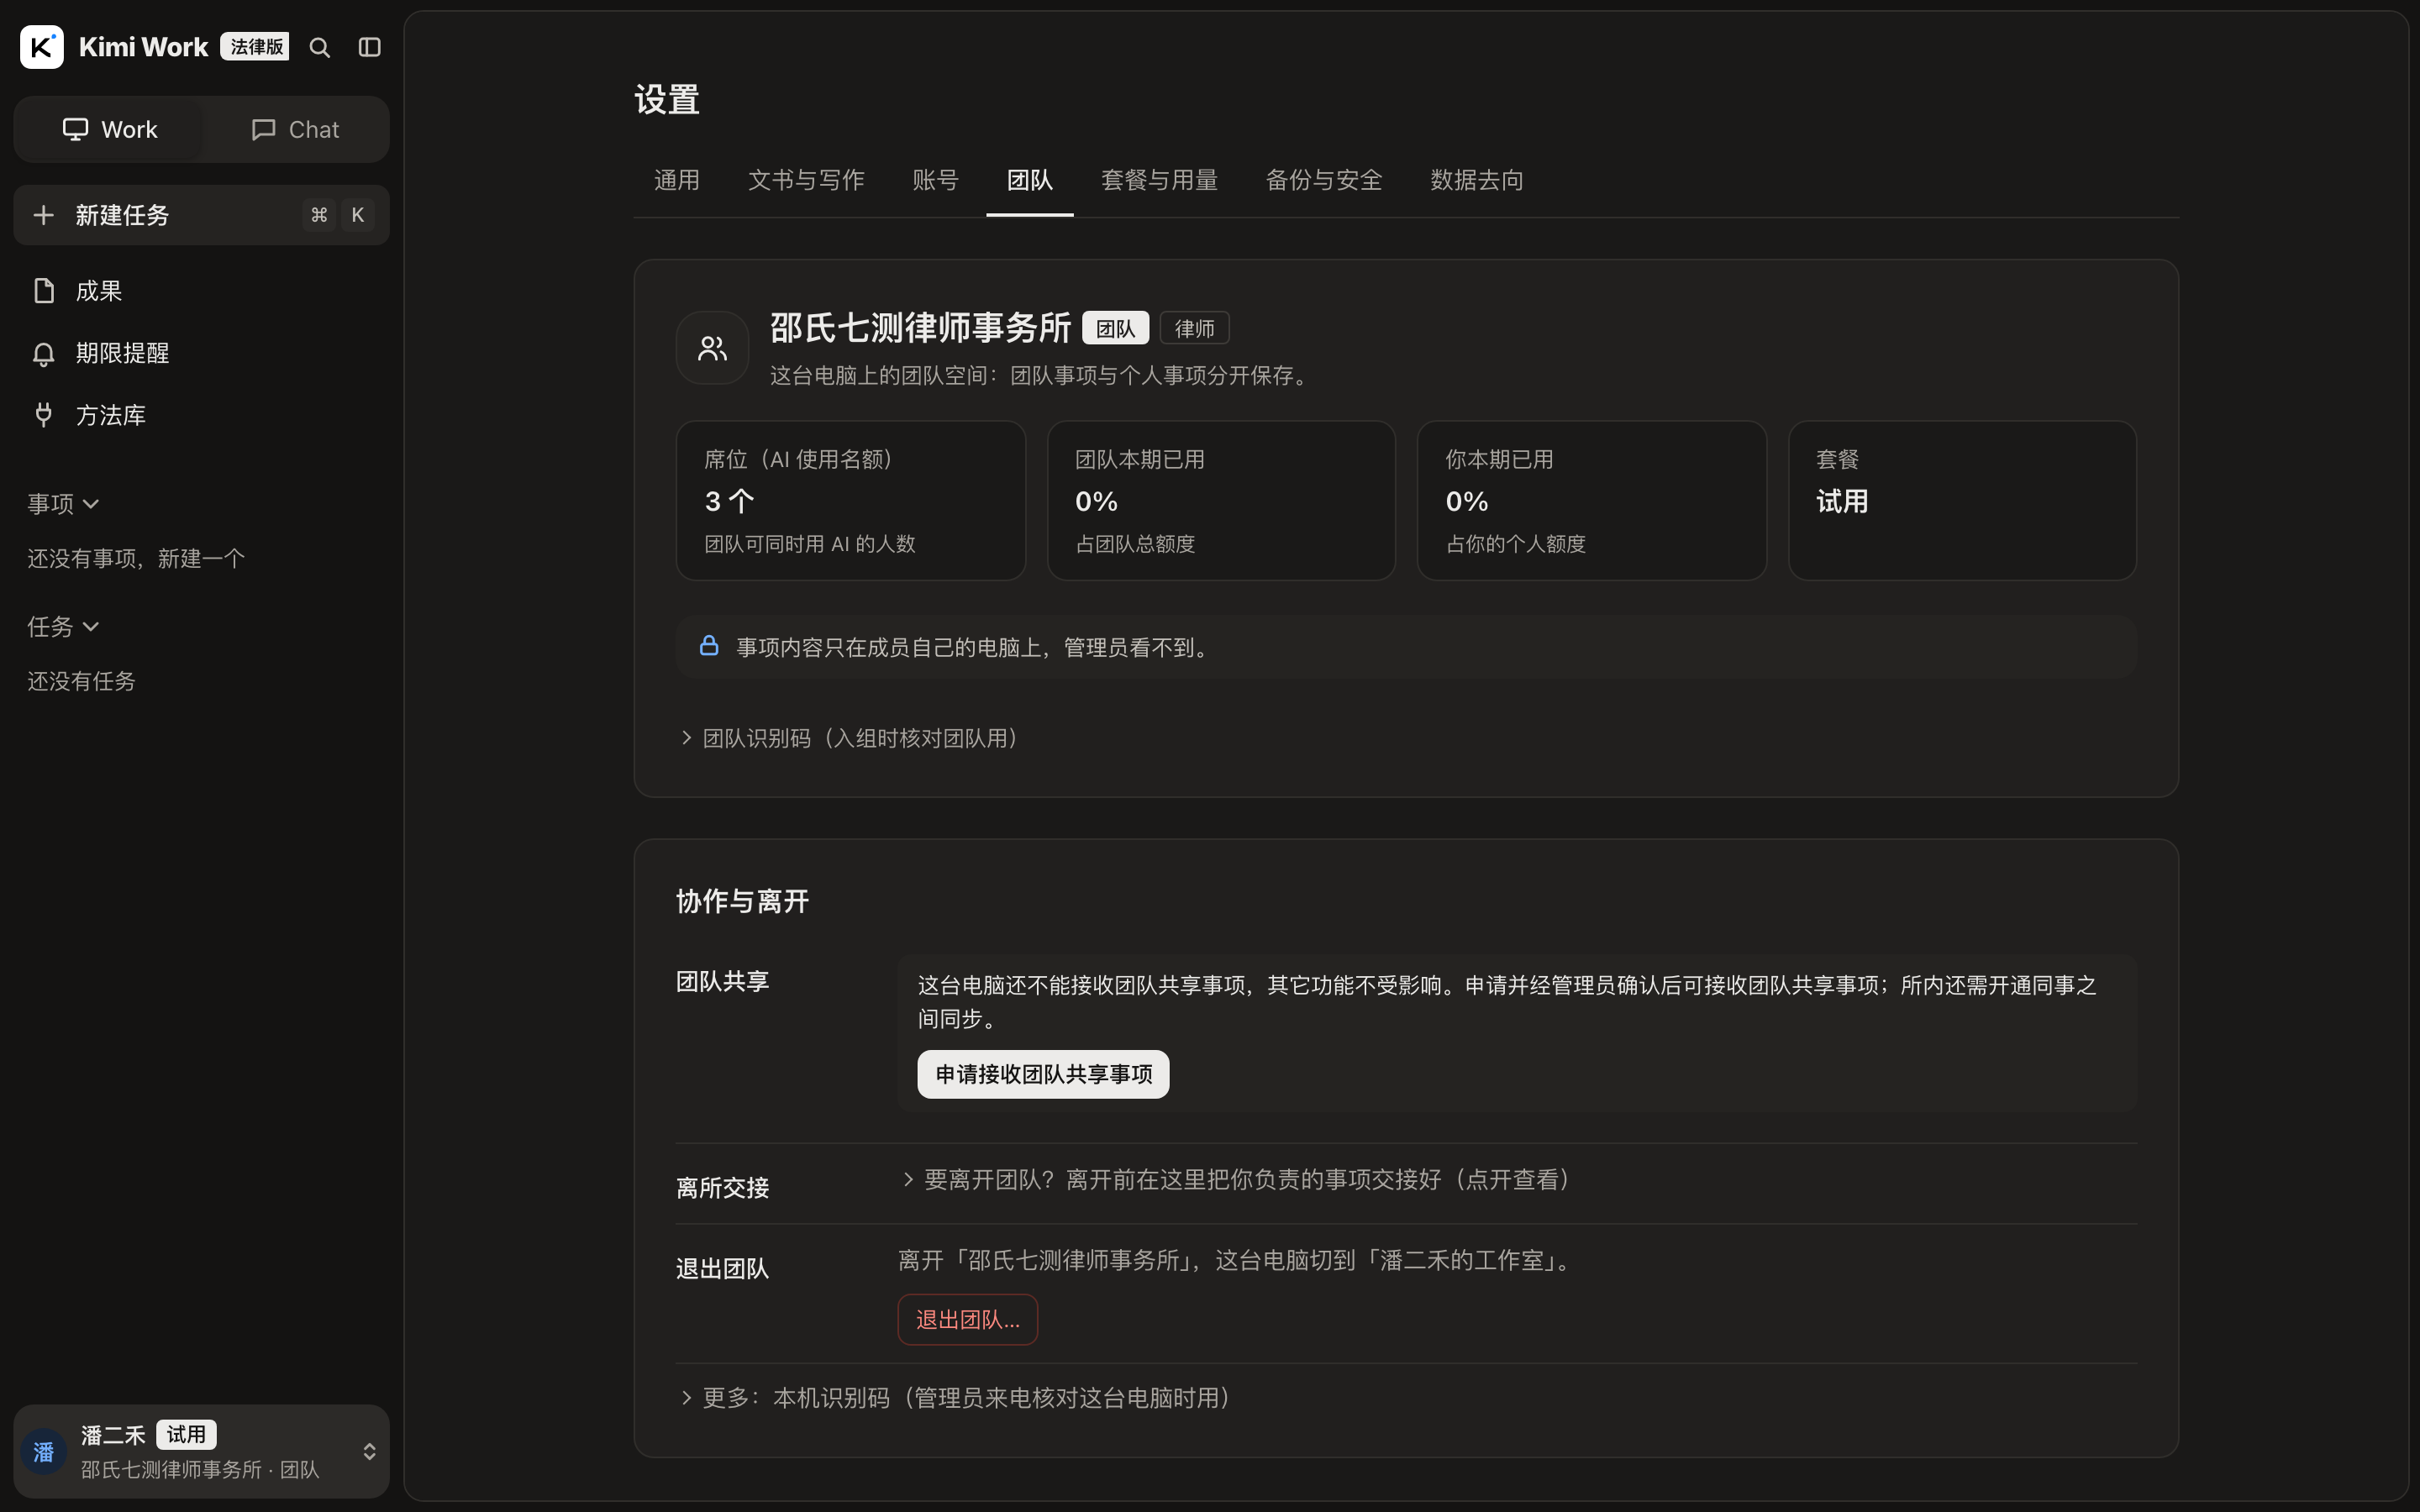 Kimi Work 法律版
Work
Chat
新建任务 ⌘ K
成果
期限提醒
方法库
事项
还没有事项，新建一个
任务
还没有任务
潘二禾 试用
邵氏七测律师事务所 · 团队
设置
通用 文书与写作 账号 团队 套餐与用量 备份与安全 数据去向
邵氏七测律师事务所 团队 律师
这台电脑上的团队空间：团队事项与个人事项分开保存。
席位（AI 使用名额）
3 个
团队可同时用 AI 的人数
团队本期已用
0%
占团队总额度
你本期已用
0%
占你的个人额度
套餐
试用
事项内容只在成员自己的电脑上，管理员看不到。
团队识别码（入组时核对团队用）
协作与离开
团队共享
这台电脑还不能接收团队共享事项，其它功能不受影响。申请并经管理员确认后可接收团队共享事项；所内还需开通同事之
间同步。
申请接收团队共享事项
离所交接
要离开团队？离开前在这里把你负责的事项交接好（点开查看）
退出团队
离开「邵氏七测律师事务所」，这台电脑切到「潘二禾的工作室」。
退出团队...
更多：本机识别码（管理员来电核对这台电脑时用）
潘